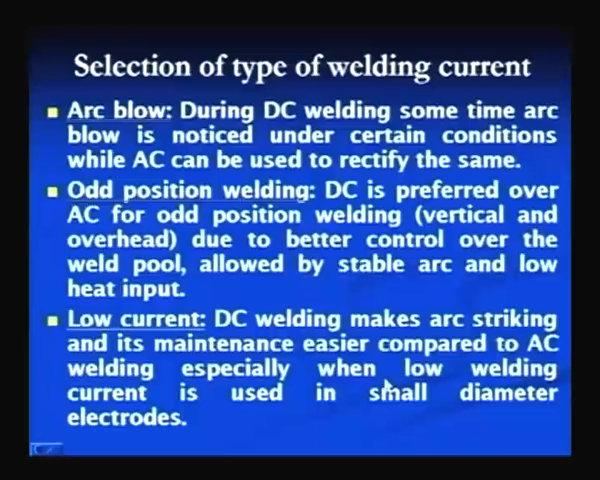 Selection of type of welding current
Arc blow: During DC welding some time arc
blow is noticed under certain conditions
while AC can be used to rectify the same.
Odd position welding: DC is preferred over
AC for odd position welding (vertical and
overhead) due to better control over the
weld pool, allowed by stable arc and low
heat input.
Low current: DC welding makes arc striking
and its maintenance easier compared to AC
welding especially when low welding
current is used in small diameter
electrodes.